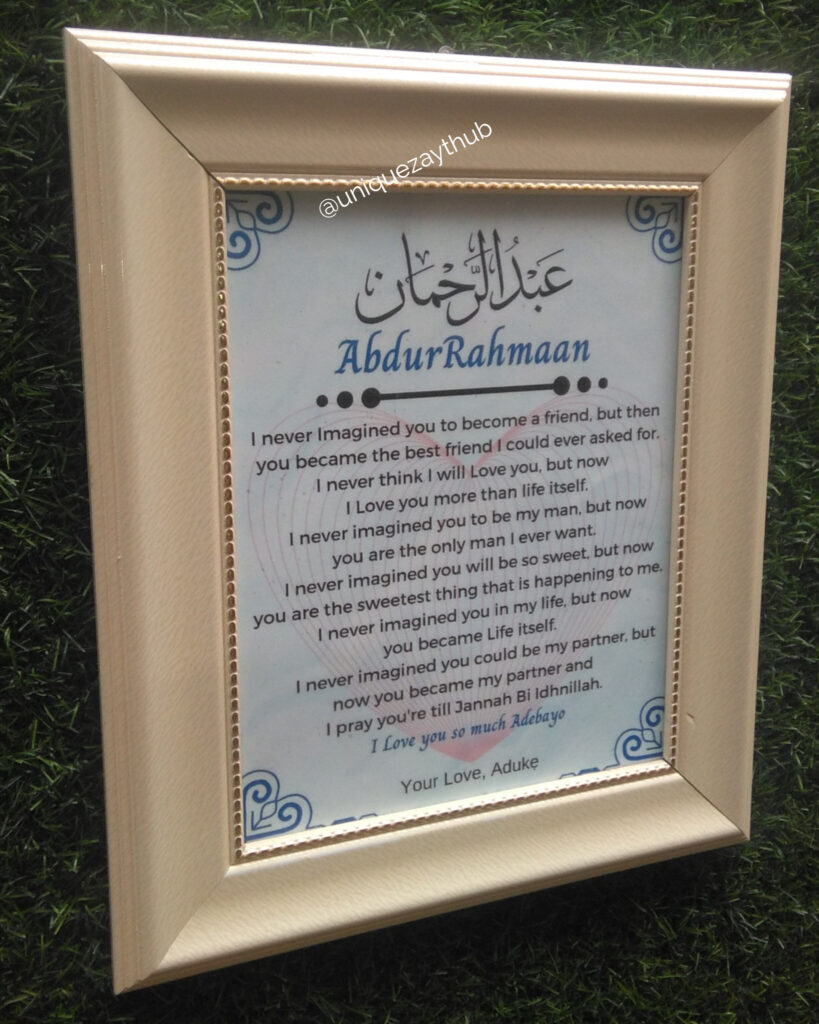 @uniquezaythub
عَبْدُالرَّحْمَان
AbdurRahmaan
I never Imagined you to become a friend, but then
you became the best friend I could ever asked for.
I never think I will Love you, but now
I Love you more than life itself.
I never imagined you to be my man, but now
you are the only man I ever want.
I never imagined you will be so sweet, but now
you are the sweetest thing that is happening to me.
I never imagined you in my life, but now
you became Life itself.
I never imagined you could be my partner, but
now you became my partner and
I pray you're till Jannah Bi Idhnillah.
I Love you so much Adebayo
Your Love, Adukẹ